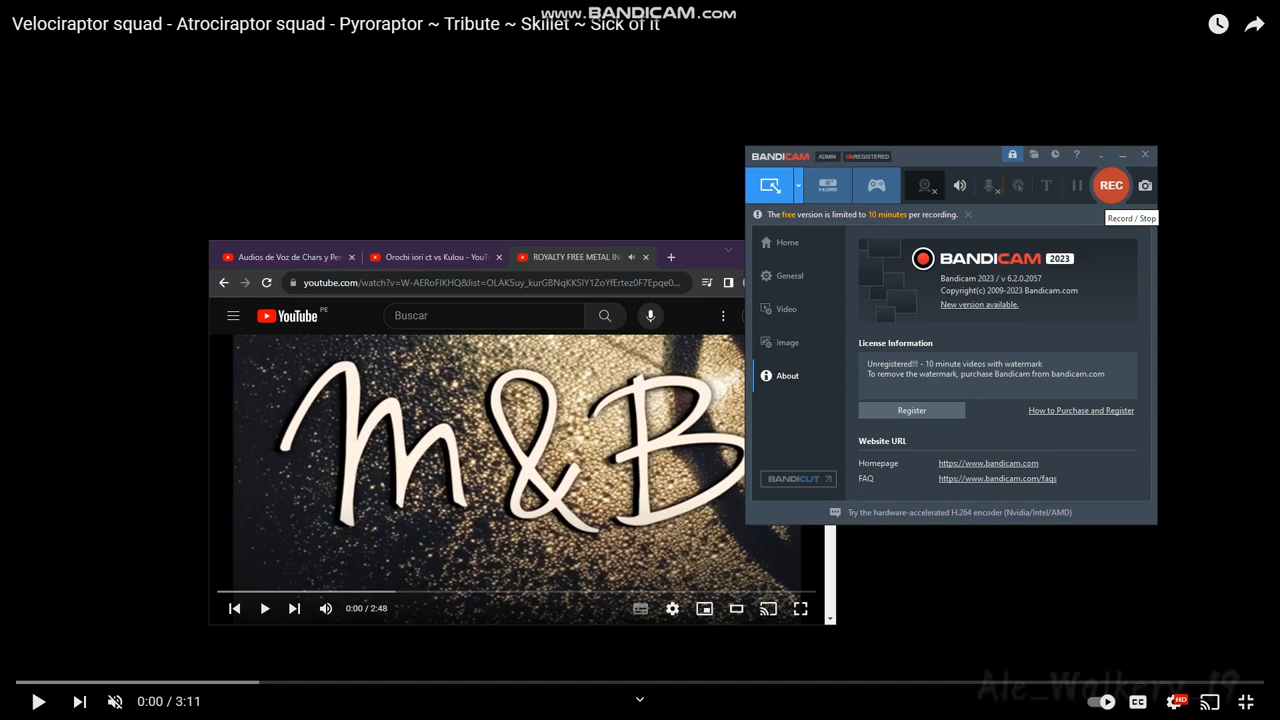 www.BANDICAM.com
Velociraptor squad - Atrociraptor squad - Pyroraptor ~ Tribute ~ Skillet ~ Sick of it
BANDICAM ADMIN UNREGISTERED
HDMI
T
REC
The free version is limited to 10 minutes per recording.
Record / Stop
Home
General
Video
Image
About
BANDICUT
BANDICAM 2023
Bandicam 2023 / v 6.2.0.2057
Copyright(c) 2009-2023 Bandicam.com
New version available.
License Information
Unregistered!!! - 10 minute videos with watermark
To remove the watermark, purchase Bandicam from bandicam.com
Register
How to Purchase and Register
Website URL
Homepage https://www.bandicam.com
FAQ https://www.bandicam.com/faqs
Try the hardware-accelerated H.264 encoder (Nvidia/Intel/AMD)
Audios de Voz de Chars y Per
Orochi iori ct vs Kulou - YouT
ROYALTY FREE METAL IN
youtube.com/watch?v=W-AERoFIKHQ&list=OLAK5uy_kurGBNqKKSlY1ZoYfErtez0F7Epqe0...
YouTube PE
Buscar
M & B
0:00 / 2:48
0:00 / 3:11
Ale_Walkery_19
CC
HD